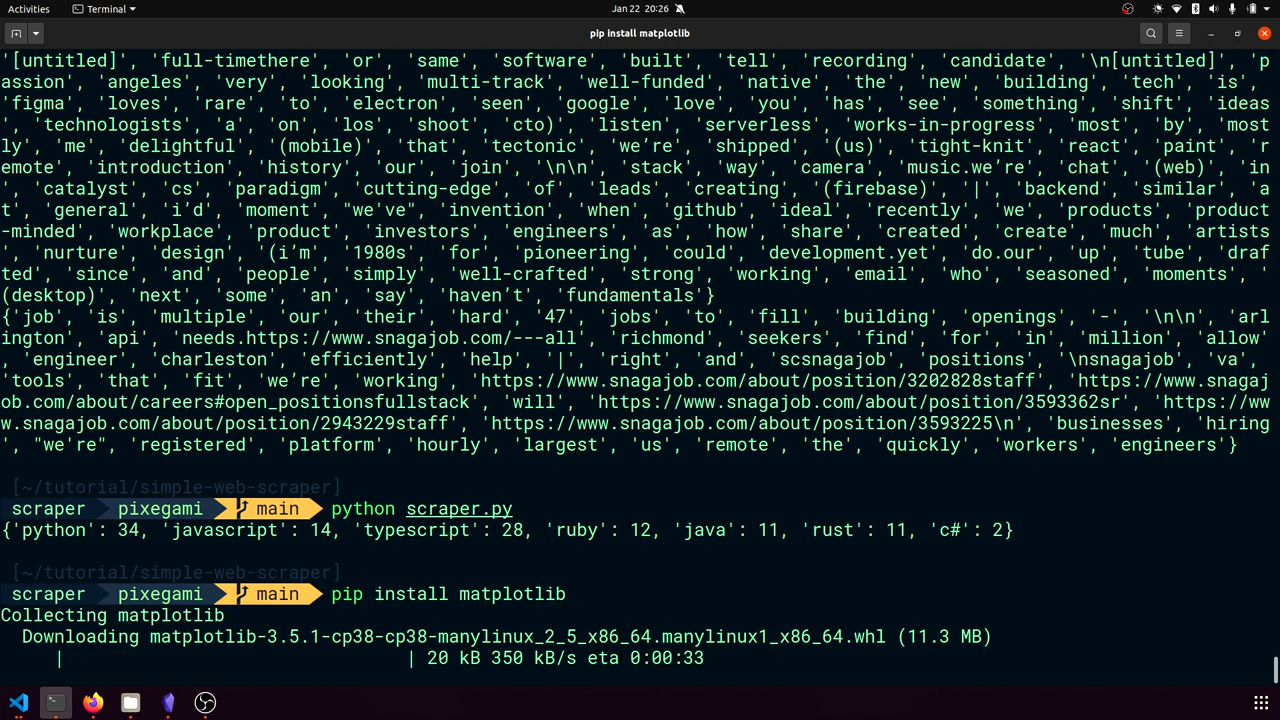 Activities
Terminal
Jan 22 20:26
pip install matplotlib
'[untitled]', 'full-timethere', 'or', 'same', 'software', 'built', 'tell', 'recording', 'candidate', '\n[untitled]', 'p
assion', 'angeles', 'very', 'looking', 'multi-track', 'well-funded', 'native', 'the', 'new', 'building', 'tech', 'is',
'figma', 'loves', 'rare', 'to', 'electron', 'seen', 'google', 'love', 'you', 'has', 'see', 'something', 'shift', 'ideas
', 'technologists', 'a', 'on', 'los', 'shoot', 'cto)', 'listen', 'serverless', 'works-in-progress', 'most', 'by', 'most
ly', 'me', 'delightful', '(mobile)', 'that', 'tectonic', 'we're', 'shipped', '(us)', 'tight-knit', 'react', 'paint', 'r
emote', 'introduction', 'history', 'our', 'join', '\n\n', 'stack', 'way', 'camera', 'music.we’re', 'chat', '(web)', 'in
', 'catalyst', 'cs', 'paradigm', 'cutting-edge', 'of', 'leads', 'creating', '(firebase)', '|', 'backend', 'similar', 'a
t', 'general', 'i’d', 'moment', "we've", 'invention', 'when', 'github', 'ideal', 'recently', 'we', 'products', 'product
-minded', 'workplace', 'product', 'investors', 'engineers', 'as', 'how', 'share', 'created', 'create', 'much', 'artists
', 'nurture', 'design', '(i’m', '1980s', 'for', 'pioneering', 'could', 'development.yet', 'do.our', 'up', 'tube', 'draf
ted', 'since', 'and', 'people', 'simply', 'well-crafted', 'strong', 'working', 'email', 'who', 'seasoned', 'moments', '
(desktop)', 'next', 'some', 'an', 'say', 'haven’t', 'fundamentals'}
{'job', 'is', 'multiple', 'our', 'their', 'hard', '47', 'jobs', 'to', 'fill', 'building', 'openings', '-', '\n\n', 'arl
ington', 'api', 'needs.https://www.snagajob.com/---all', 'richmond', 'seekers', 'find', 'for', 'in', 'million', 'allow'
, 'engineer', 'charleston', 'efficiently', 'help', '|', 'right', 'and', 'scsnagajob', 'positions', '\nsnagajob', 'va',
'tools', 'that', 'fit', 'we’re', 'working', 'https://www.snagajob.com/about/position/3202828staff', 'https://www.snagaj
ob.com/about/careers#open_positionsfullstack', 'will', 'https://www.snagajob.com/about/position/3593362sr', 'https://ww
w.snagajob.com/about/position/2943229staff', 'https://www.snagajob.com/about/position/3593225\n', 'businesses', 'hiring
', "we're", 'registered', 'platform', 'hourly', 'largest', 'us', 'remote', 'the', 'quickly', 'workers', 'engineers'}
[~/tutorial/simple-web-scraper]
scraper pixegami main python scraper.py
{'python': 34, 'javascript': 14, 'typescript': 28, 'ruby': 12, 'java': 11, 'rust': 11, 'c#': 2}
[~/tutorial/simple-web-scraper]
scraper pixegami main pip install matplotlib
Collecting matplotlib
Downloading matplotlib-3.5.1-cp38-cp38-manylinux_2_5_x86_64.manylinux1_x86_64.whl (11.3 MB)
| | 20 kB 350 kB/s eta 0:00:33